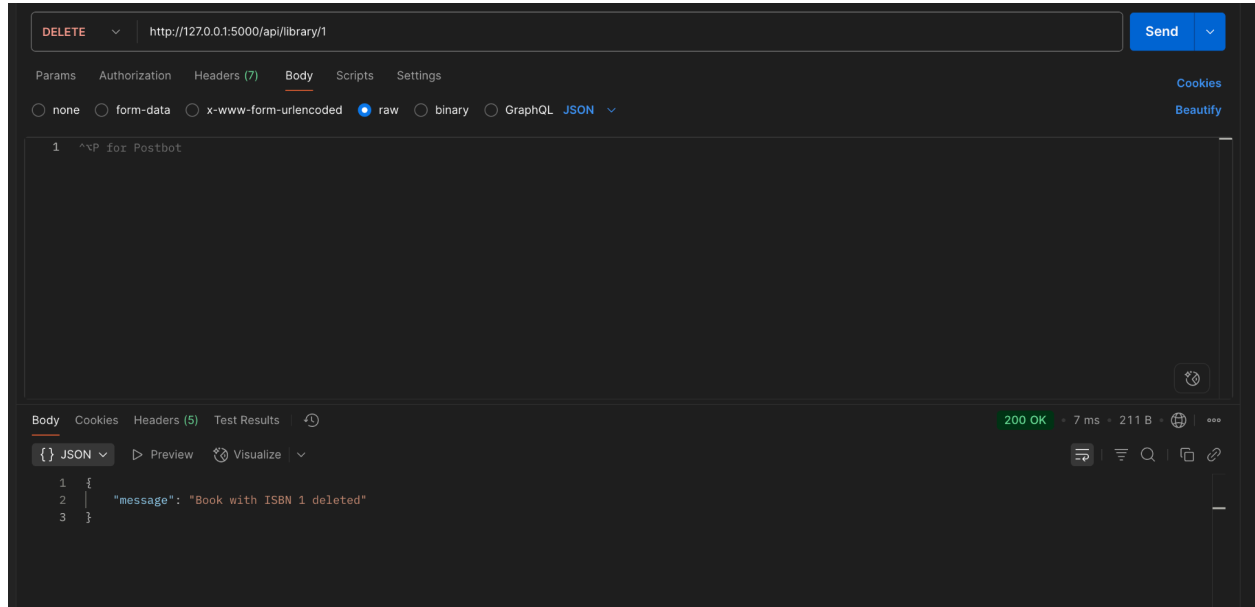 DELETE http://127.0.0.1:5000/api/library/1 Send
Params Authorization Headers (7) Body Scripts Settings Cookies
none form-data x-www-form-urlencoded raw binary GraphQL JSON Beautify
1 ^⌥P for Postbot
Body Cookies Headers (5) Test Results 200 OK • 7 ms • 211 B
{} JSON Preview Visualize
1 {
2 "message": "Book with ISBN 1 deleted"
3 }